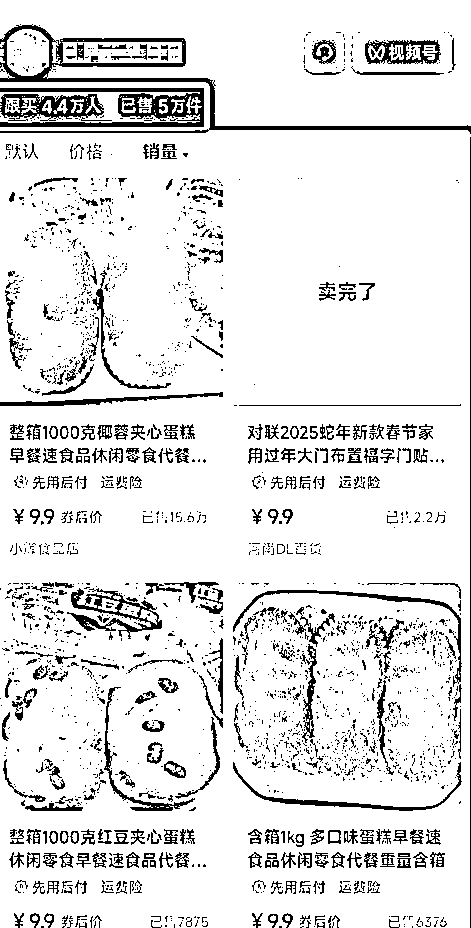 视频号
跟买 4.4万人 已售 5万件
默认 价格 销量
卖完了
整箱1000克椰蓉夹心蛋糕
早餐速食品休闲零食代餐...
先用后付 运费险
¥9.9 券后价 已售15.6万
小辉食品店
对联2025蛇年新款春节家
用过年大门布置福字门贴...
先用后付 运费险
¥9.9 已售2.2万
河南DL百货
整箱1000克红豆夹心蛋糕
休闲零食早餐速食品代餐...
先用后付 运费险
¥9.9 券后价 已售7875
含箱1kg 多口味蛋糕早餐速
食品休闲零食代餐重量含箱
先用后付 运费险
¥9.9 券后价 已售6376